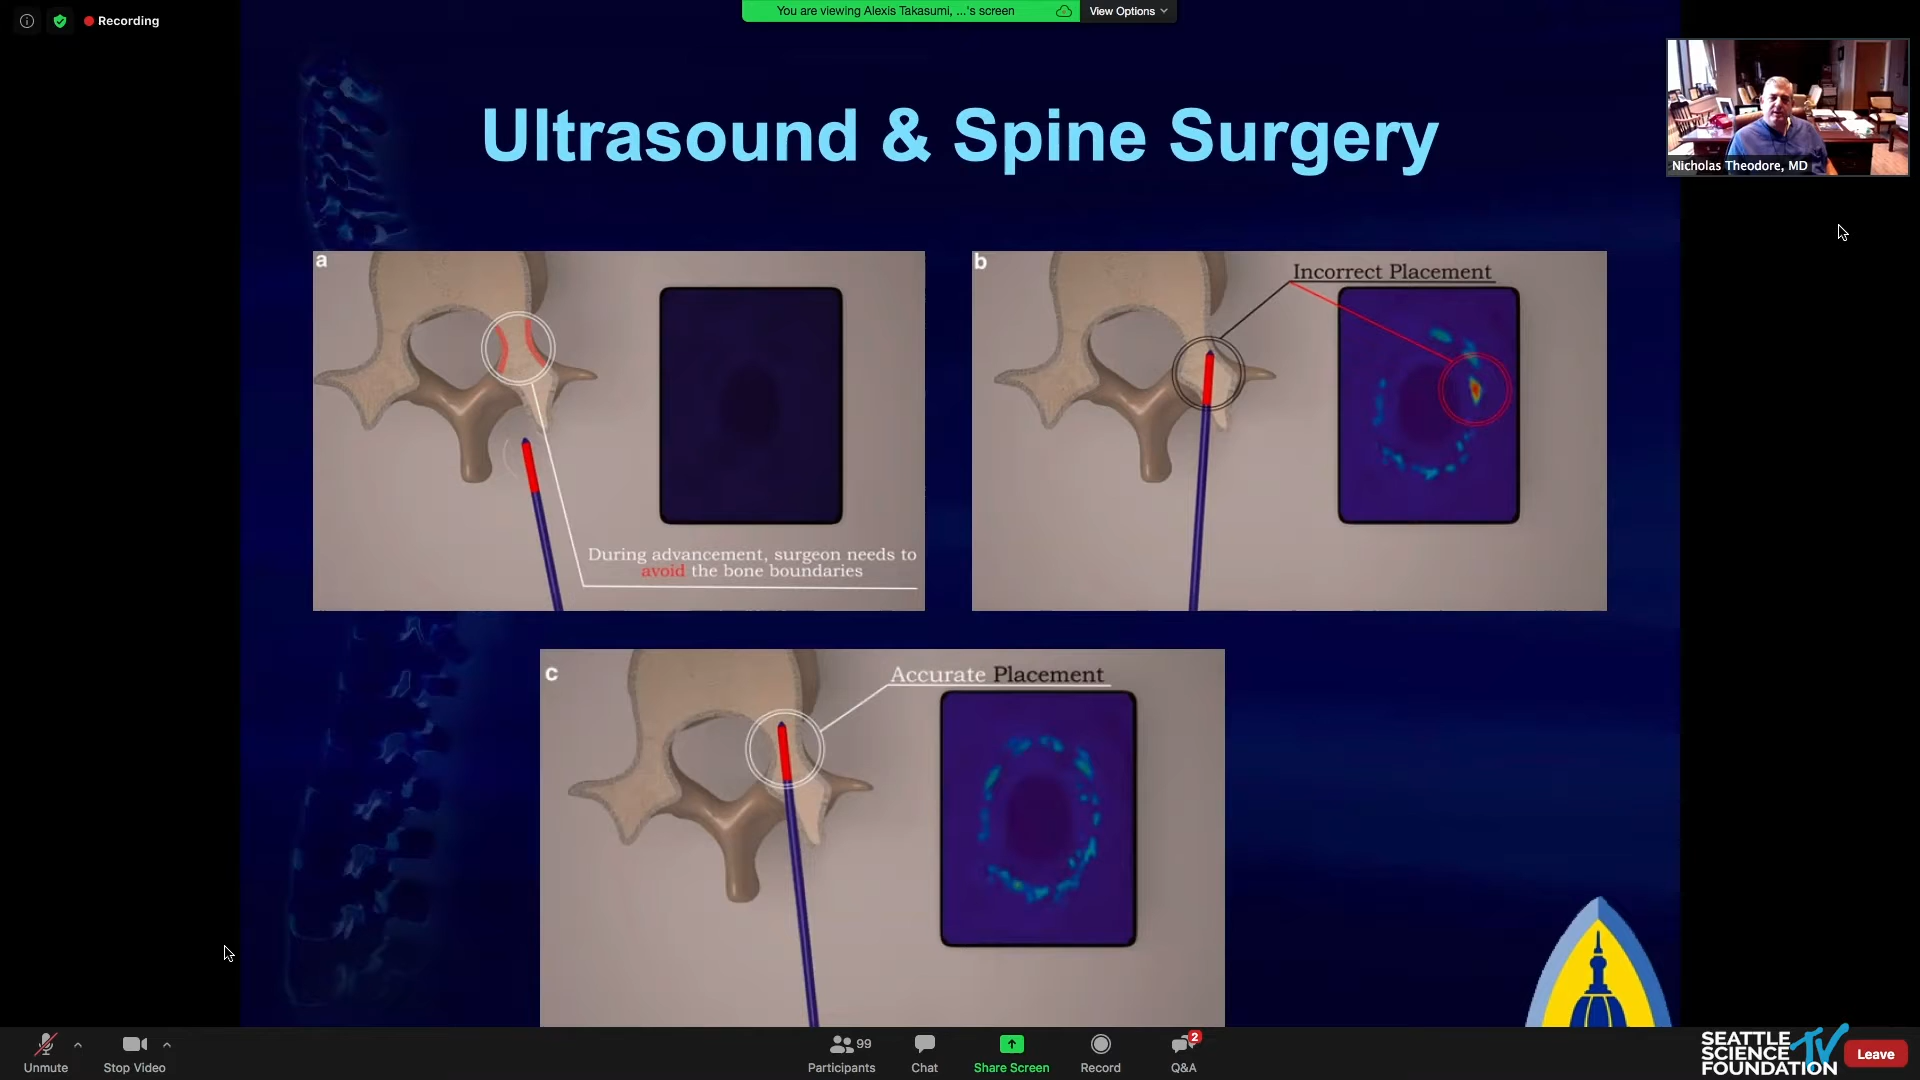 Recording
You are viewing Alexis Takasumi, ...'s screen
View Options
Ultrasound & Spine Surgery
Nicholas Theodore, MD
a
During advancement, surgeon needs to
avoid the bone boundaries
b
Incorrect Placement
c
Accurate Placement
Unmute
Stop Video
99
Participants
Chat
Share Screen
Record
2
Q&A
SEATTLE
SCIENCE
FOUNDATION
TV
Leave